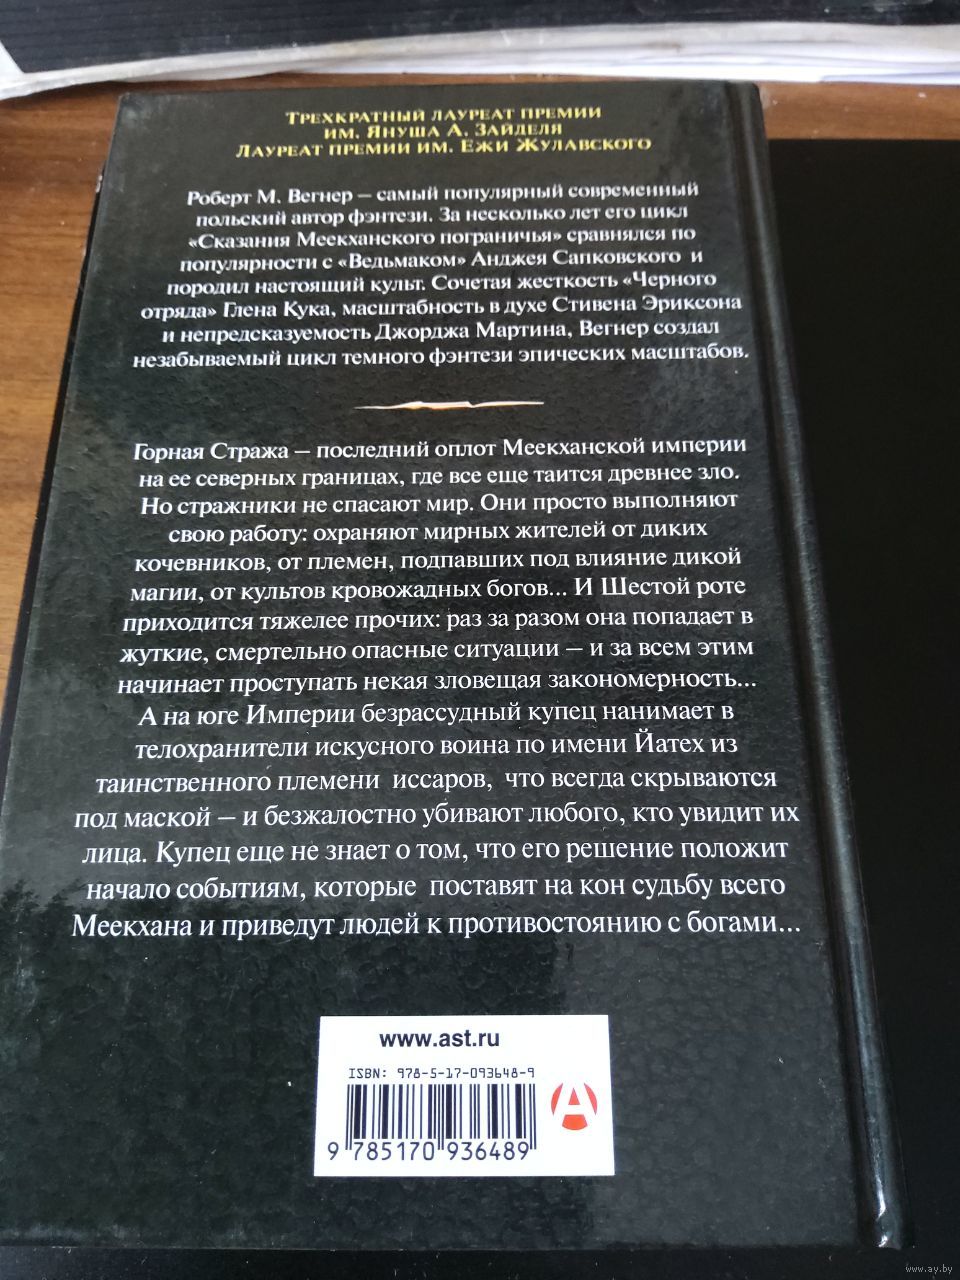 Трехкратный лауреат премии
им. Януша А. Зайделя
Лауреат премии им. Ежи Жулавского
Роберт М. Вегнер – самый популярный современный
польский автор фэнтези. За несколько лет его цикл
«Сказания Меекханского пограничья» сравнялся по
популярности с «Ведьмаком» Анджея Сапковского и
породил настоящий культ. Сочетая жесткость «Черного
отряда» Глена Кука, масштабность в духе Стивена Эриксона
и непредсказуемость Джорджа Мартина, Вегнер создал
незабываемый цикл темного фэнтези эпических масштабов.
Горная Стража – последний оплот Меекханской империи
на ее северных границах, где все еще таится древнее зло.
Но стражники не спасают мир. Они просто выполняют
свою работу: охраняют мирных жителей от диких
кочевников, от племен, подпавших под влияние дикой
магии, от культов кровожадных богов... И Шестой роте
приходится тяжелее прочих: раз за разом она попадает в
жуткие, смертельно опасные ситуации – и за всем этим
начинает проступать некая зловещая закономерность...
А на юге Империи безрассудный купец нанимает в
телохранители искусного воина по имени Йатех из
таинственного племени иссаров, что всегда скрываются
под маской – и безжалостно убивают любого, кто увидит их
лица. Купец еще не знает о том, что его решение положит
начало событиям, которые поставят на кон судьбу всего
Меекхана и приведут людей к противостоянию с богами...
www.ast.ru
ISBN: 978-5-17-093648-9
9 785170 936489
www.ay.by